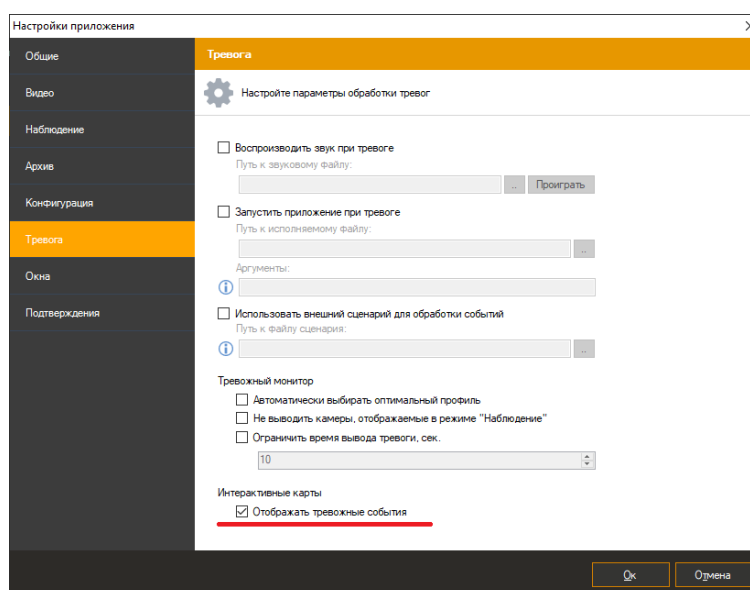 Настройки приложения
Общие
Видео
Наблюдение
Архив
Конфигурация
Тревога
Окна
Подтверждения
Тревога
Настройте параметры обработки тревог
Воспроизводить звук при тревоге
Путь к звуковому файлу:
.. Проиграть
Запустить приложение при тревоге
Путь к исполняемому файлу:
..
Аргументы:
Использовать внешний сценарий для обработки событий
Путь к файлу сценария:
..
Тревожный монитор
Автоматически выбирать оптимальный профиль
Не выводить камеры, отображаемые в режиме "Наблюдение"
Ограничить время вывода тревоги, сек.
10
Интерактивные карты
Отображать тревожные события
Ок Отмена